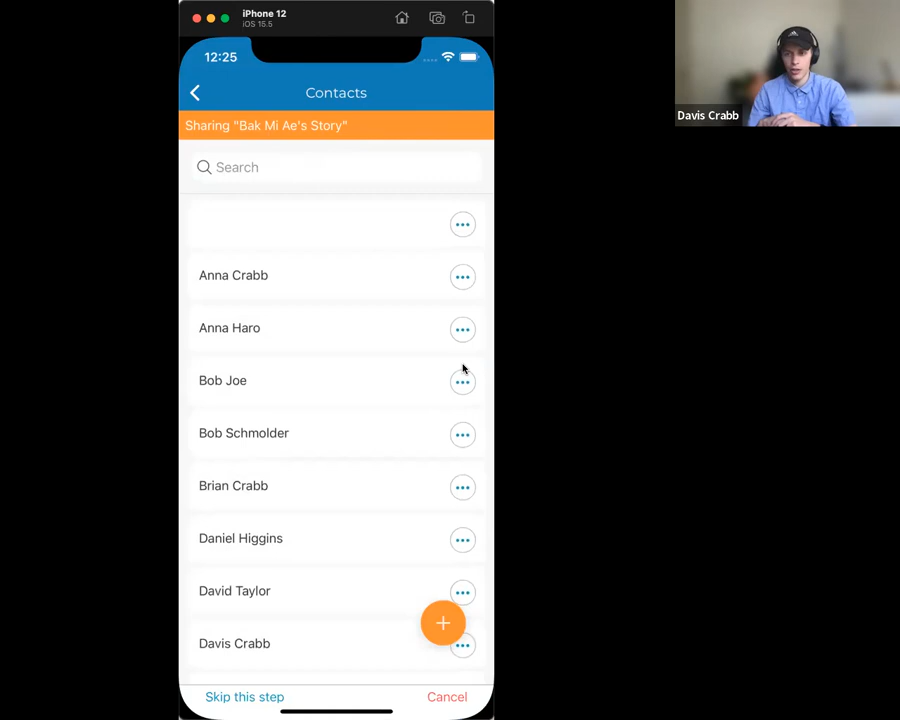 iPhone 12
iOS 15.5
12:25
Contacts
Sharing "Bak Mi Ae's Story"
Search
Anna Crabb
Anna Haro
Bob Joe
Bob Schmolder
Brian Crabb
Daniel Higgins
David Taylor
Davis Crabb
Skip this step
Cancel
Davis Crabb